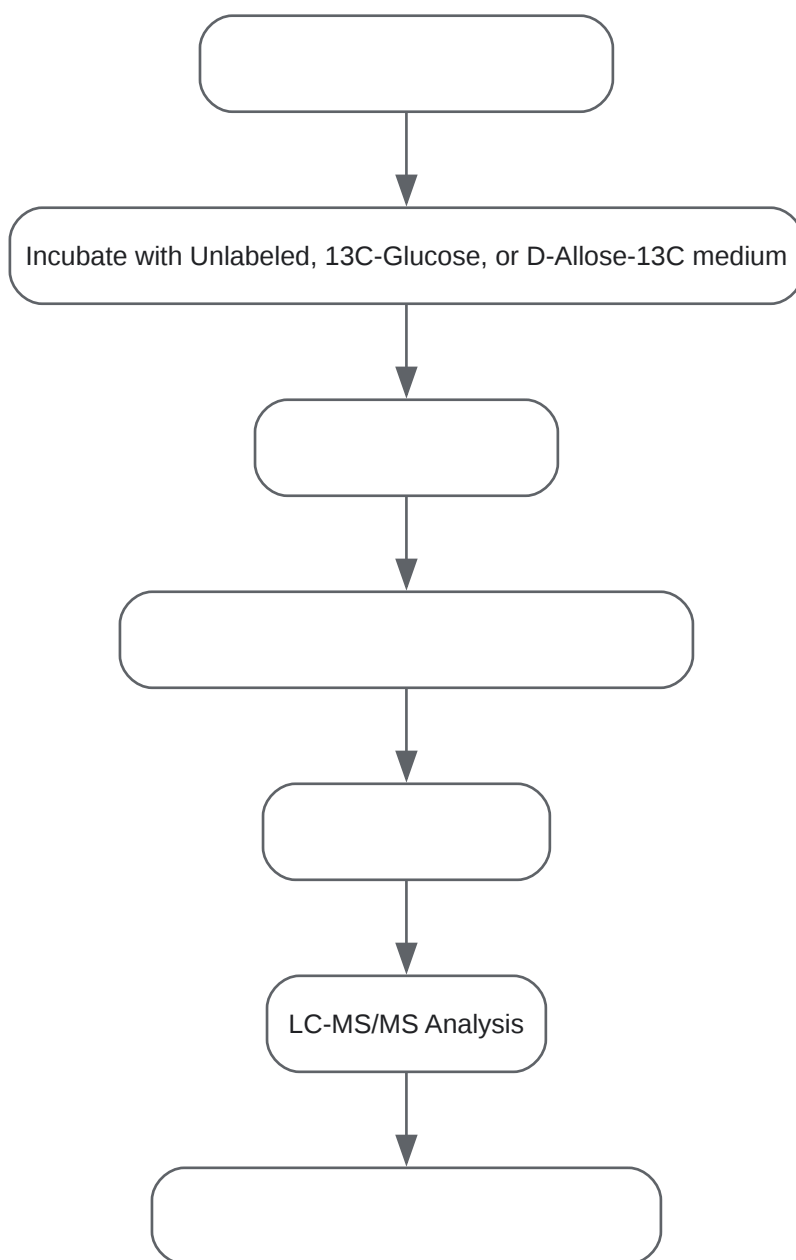 Incubate with Unlabeled, 13C-Glucose, or D-Allose-13C medium
LC-MS/MS Analysis